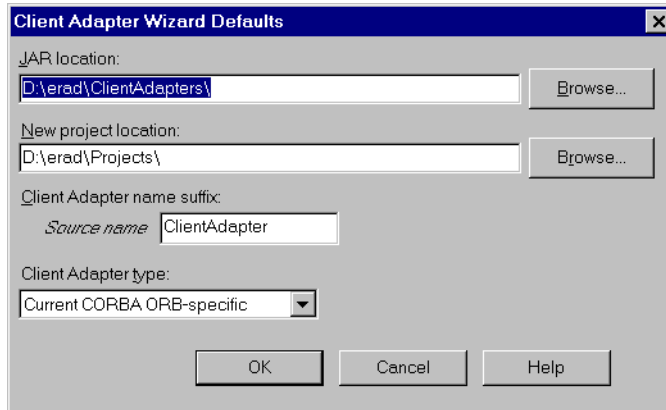 Client Adapter Wizard Defaults
JAR location:
D:\erad\ClientAdapters\
Browse...
New project location:
D:\erad\Projects\
Browse...
Client Adapter name suffix:
Source name ClientAdapter
Client Adapter type:
Current CORBA ORB-specific
OK Cancel Help